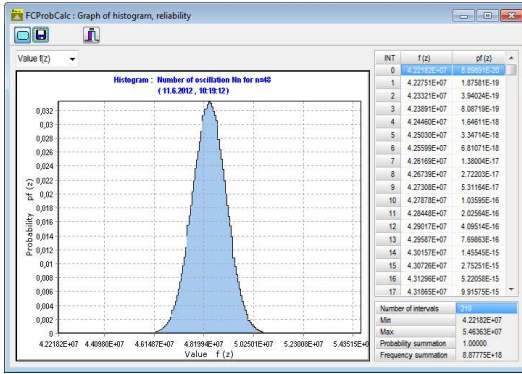 FCProbCalc : Graph of histogram, reliability
Value f(z)
Histogram : Number of oscillation Nn for n=48
( 11.6.2012 , 10:19:12 )
Probability pf (z)
0,032
0,03
0,028
0,026
0,024
0,022
0,02
0,018
0,016
0,014
0,012
0,01
0,008
0,006
0,004
0,002
0
4.22182E+07 4.40980E+07 4.61487E+07 4.81994E+07 5.02501E+07 5.23008E+07 5.43515E+0
Value f (z)
INT f (z) pf (z)
0 4.22182E+07 8.89891E-20
1 4.22751E+07 1.87581E-19
2 4.23321E+07 3.94024E-19
3 4.23891E+07 8.08719E-19
4 4.24460E+07 1.64611E-18
5 4.25030E+07 3.34714E-18
6 4.25599E+07 6.81071E-18
7 4.26169E+07 1.38004E-17
8 4.26739E+07 2.72203E-17
9 4.27308E+07 5.31164E-17
10 4.27878E+07 1.03595E-16
11 4.28448E+07 2.02564E-16
12 4.29017E+07 4.09514E-16
13 4.29587E+07 7.69863E-16
14 4.30157E+07 1.45545E-15
15 4.30726E+07 2.75251E-15
16 4.31296E+07 5.22058E-15
17 4.31865E+07 9.91575E-15
Number of intervals 219
Min 4.22182E+07
Max 5.46363E+07
Probability summation 1.00000
Frequency summation 8.87775E+18